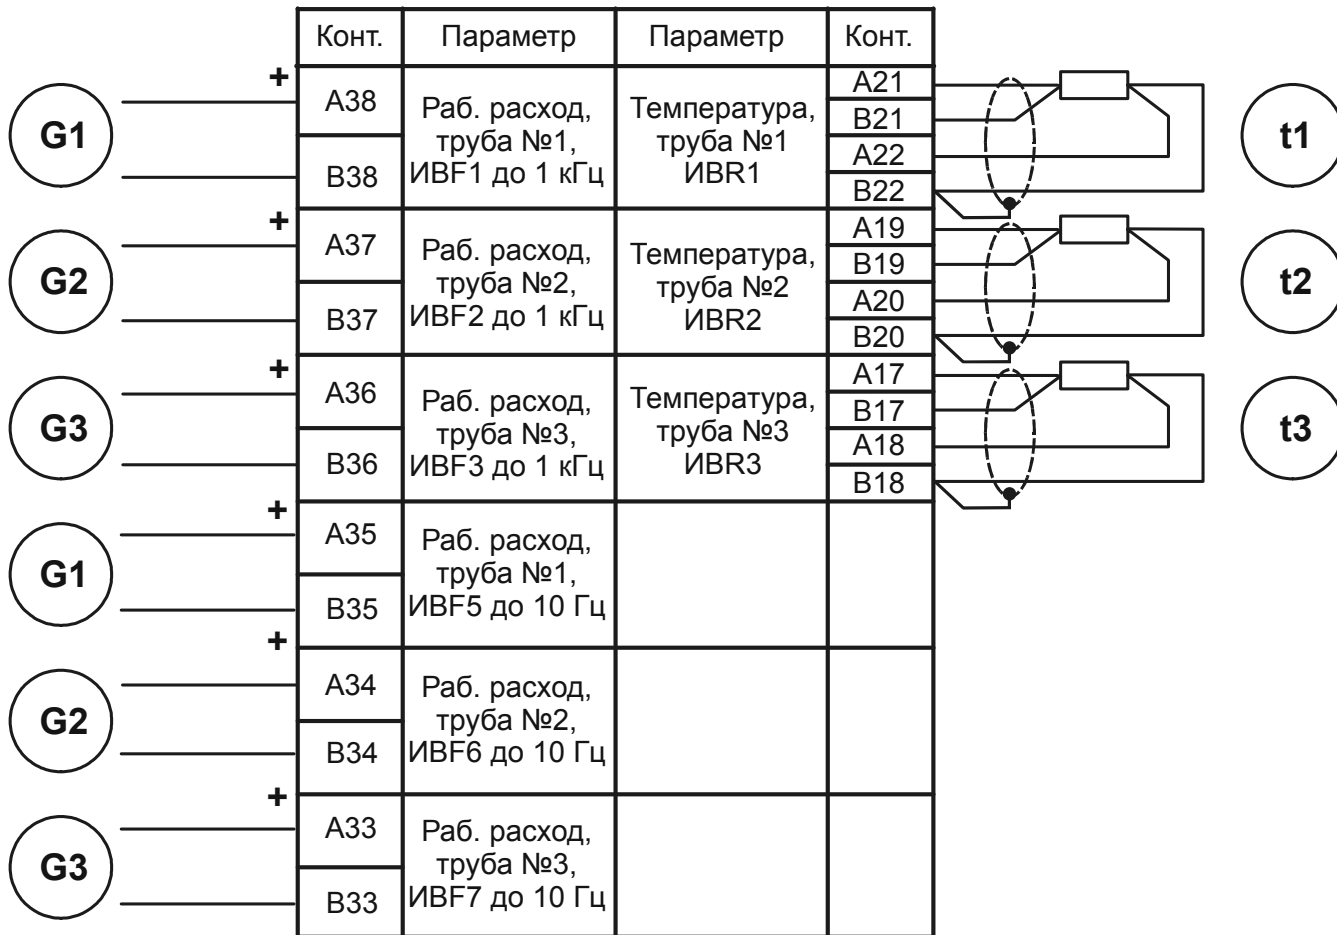 Конт. Параметр Параметр Конт.
G1
+
A38
B38
Раб. расход,
труба №1,
ИВF1 до 1 кГц
Температура,
труба №1
ИВR1
A21
B21
A22
B22
t1
G2
+
A37
B37
Раб. расход,
труба №2,
ИВF2 до 1 кГц
Температура,
труба №2
ИВR2
A19
B19
A20
B20
t2
G3
+
A36
B36
Раб. расход,
труба №3,
ИВF3 до 1 кГц
Температура,
труба №3
ИВR3
A17
B17
A18
B18
t3
G1
+
A35
B35
Раб. расход,
труба №1,
ИВF5 до 10 Гц
G2
+
A34
B34
Раб. расход,
труба №2,
ИВF6 до 10 Гц
G3
+
A33
B33
Раб. расход,
труба №3,
ИВF7 до 10 Гц